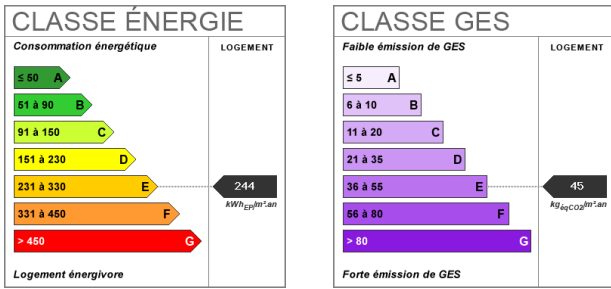 CLASSE ÉNERGIE
Consommation énergétique
LOGEMENT
≤ 50 A
51 à 90 B
91 à 150 C
151 à 230 D
231 à 330 E
244
kWhEP/m².an
331 à 450 F
> 450 G
Logement énergivore
CLASSE GES
Faible émission de GES
LOGEMENT
≤ 5 A
6 à 10 B
11 à 20 C
21 à 35 D
36 à 55 E
45
kgéqCO2/m².an
56 à 80 F
> 80 G
Forte émission de GES